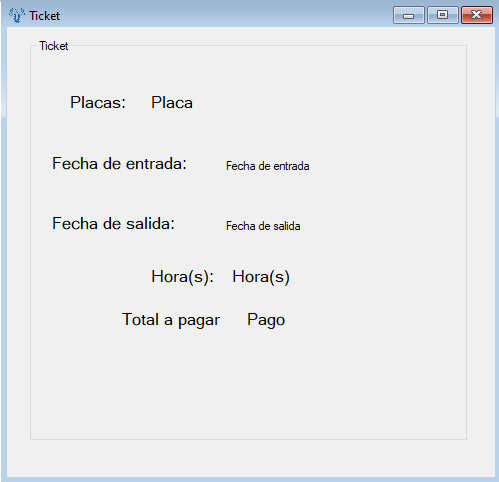 Ticket
Ticket
Placas: Placa
Fecha de entrada: Fecha de entrada
Fecha de salida: Fecha de salida
Hora(s): Hora(s)
Total a pagar Pago